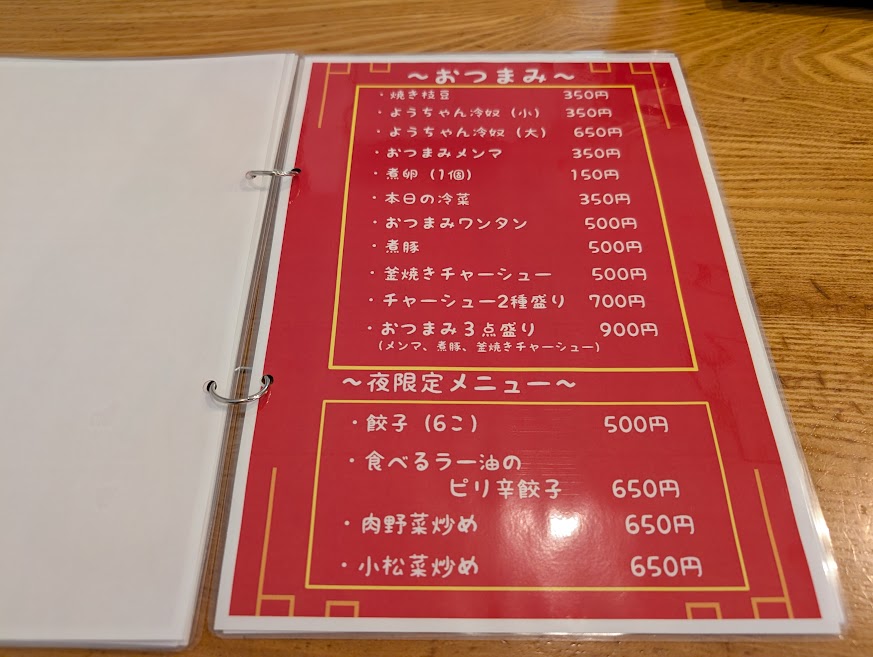 ～おつまみ～
・焼き枝豆 350円
・ようちゃん冷奴（小） 350円
・ようちゃん冷奴（大） 650円
・おつまみメンマ 350円
・煮卵（1個） 150円
・本日の冷菜 350円
・おつまみワンタン 500円
・煮豚 500円
・釜焼きチャーシュー 500円
・チャーシュー2種盛り 700円
・おつまみ３点盛り 900円
（メンマ、煮豚、釜焼きチャーシュー）
～夜限定メニュー～
・餃子（6こ） 500円
・食べるラー油の
ピリ辛餃子 650円
・肉野菜炒め 650円
・小松菜炒め 650円